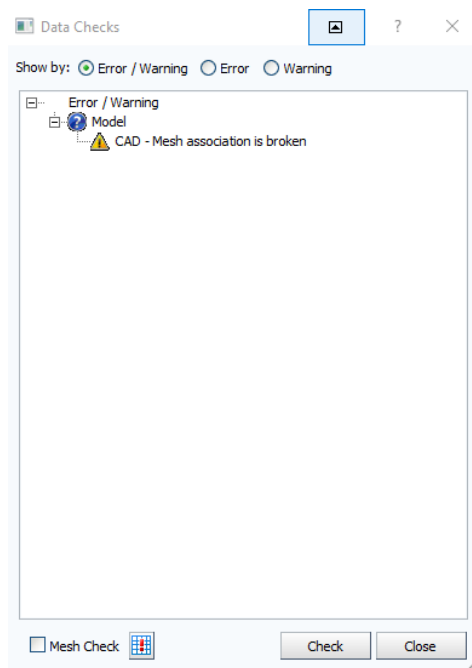 Data Checks
?
Show by: Error / Warning Error Warning
Error / Warning
Model
CAD - Mesh association is broken
Mesh Check Check Close